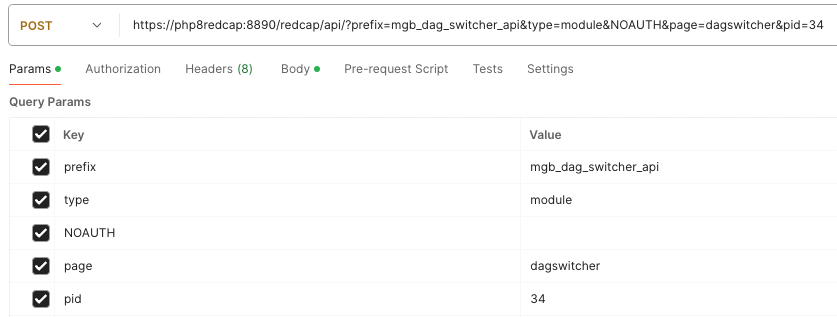 POST https://php8redcap:8890/redcap/api/?prefix=mgb_dag_switcher_api&type=module&NOAUTH&page=dagswitcher&pid=34
Params Authorization Headers (8) Body Pre-request Script Tests Settings
Query Params
Key Value
prefix mgb_dag_switcher_api
type module
NOAUTH
page dagswitcher
pid 34